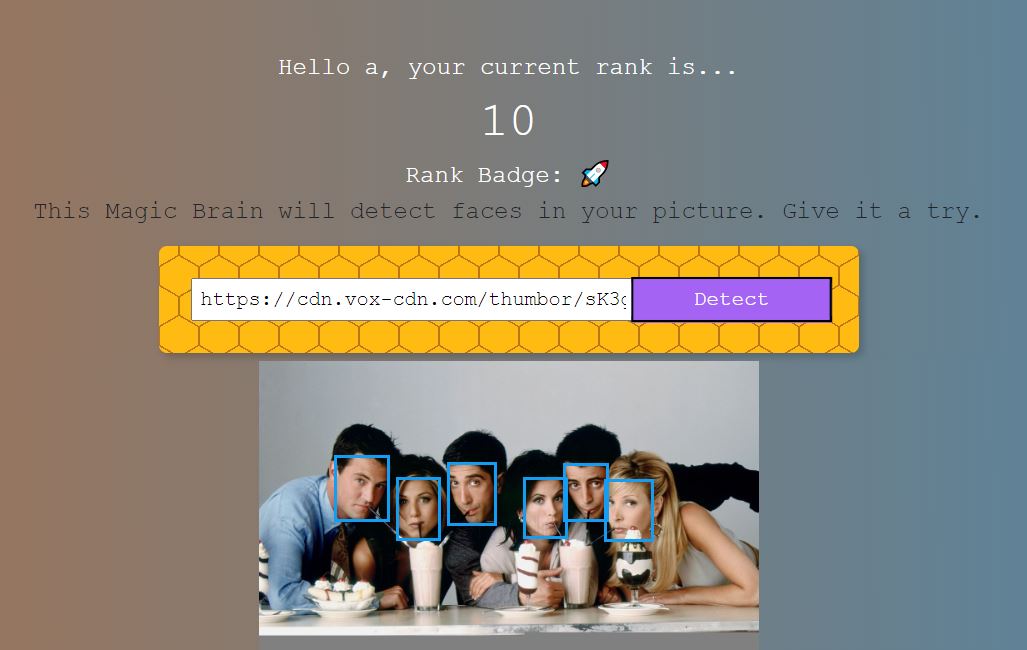 Hello a, your current rank is...
10
Rank Badge: 🚀
This Magic Brain will detect faces in your picture. Give it a try.
https://cdn.vox-cdn.com/thumbor/sK3
Detect